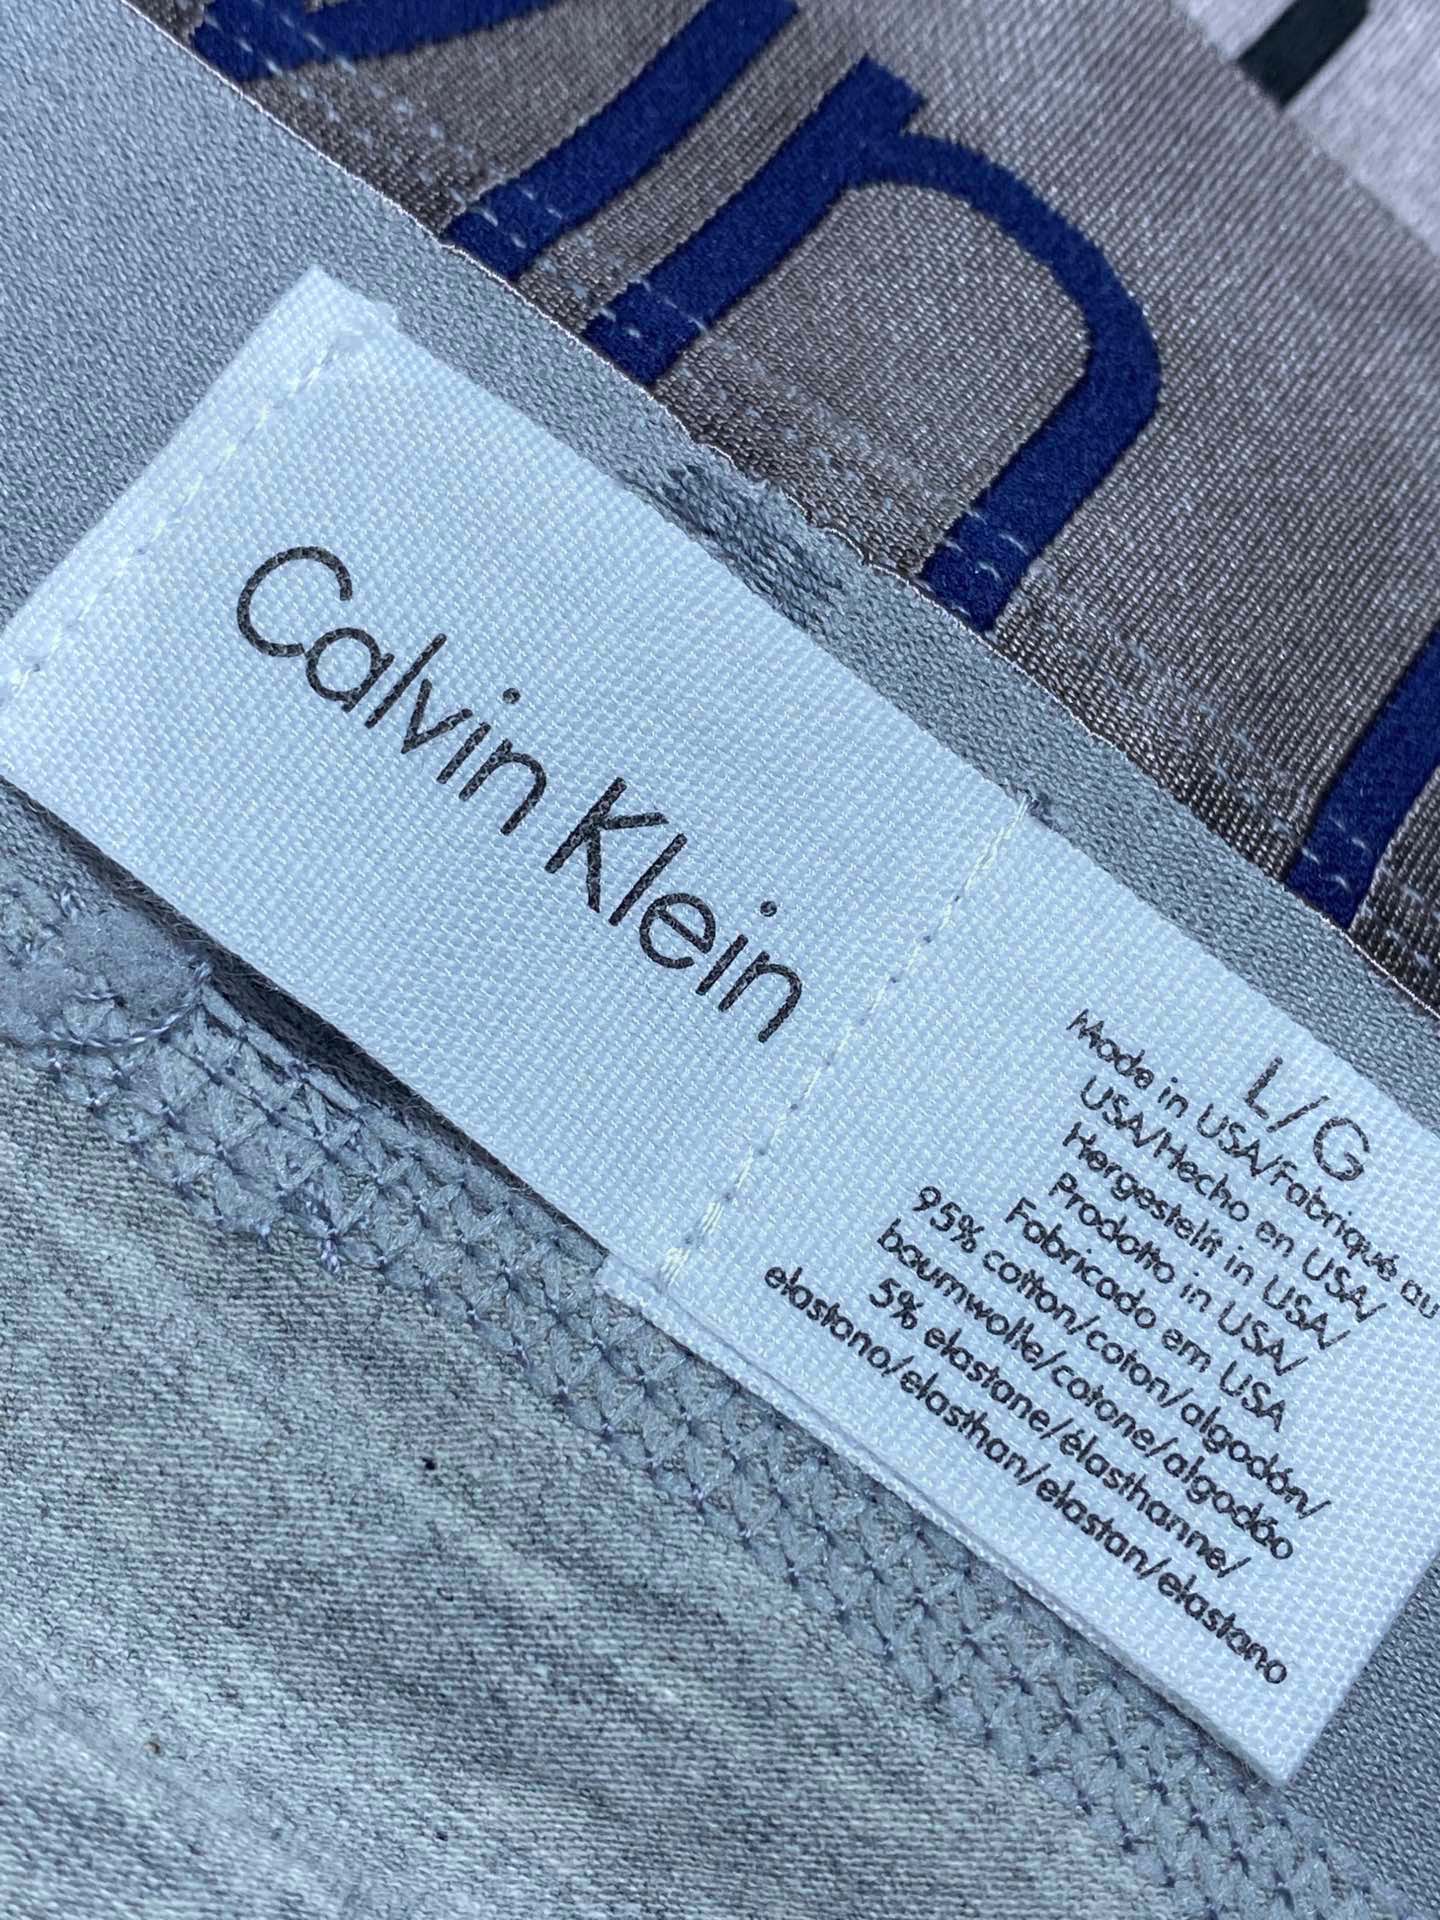 Calvin Klein
L/G
Made in USA/Fabriqué au
USA/Hecho en USA/
Hergestellt in USA/
Prodotto in USA/
Fabricado em USA
95% cotton/coton/algodón/
baumwolle/cotone/algodão
5% elastane/élasthanne/
elastano/elasthan/elastan/elastano